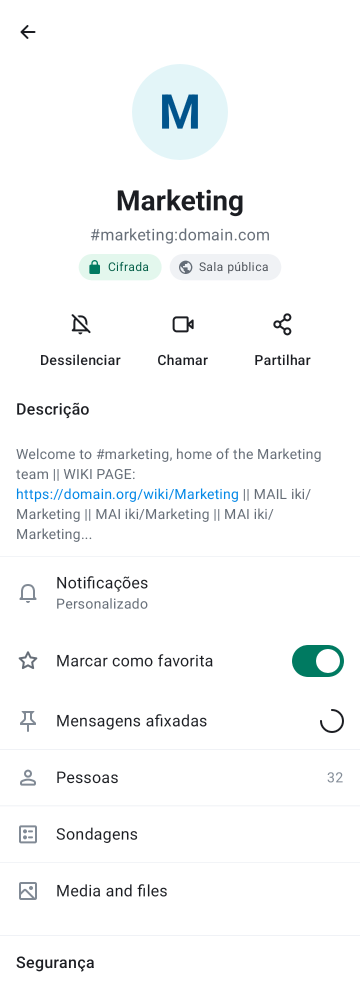 M
Marketing
#marketing:domain.com
Cifrada
Sala pública
Dessilenciar
Chamar
Partilhar
Descrição
Welcome to #marketing, home of the Marketing
team || WIKI PAGE:
https://domain.org/wiki/Marketing || MAIL iki/
Marketing || MAI iki/Marketing || MAI iki/
Marketing...
Notificações
Personalizado
Marcar como favorita
Mensagens afixadas
Pessoas
32
Sondagens
Media and files
Segurança